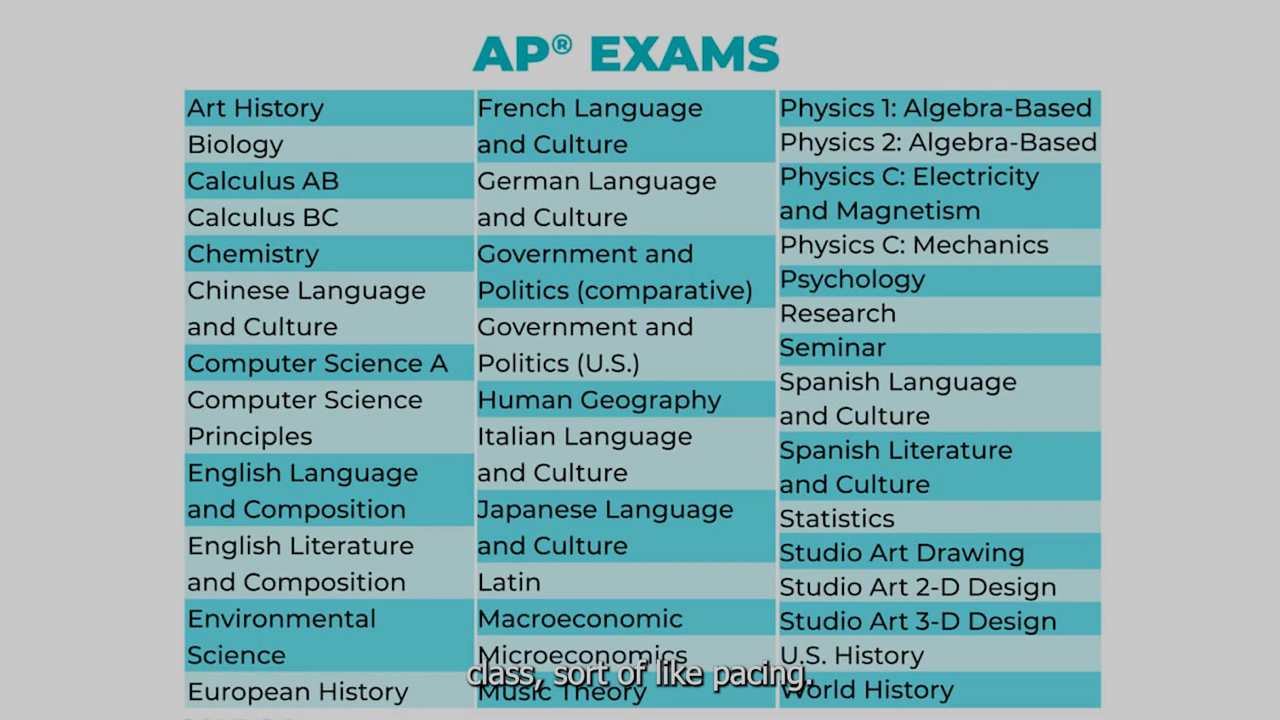 AP® EXAMS
Art History
Biology
Calculus AB
Calculus BC
Chemistry
Chinese Language
and Culture
Computer Science A
Computer Science
Principles
English Language
and Composition
English Literature
and Composition
Environmental
Science
European History
French Language
and Culture
German Language
and Culture
Government and
Politics (comparative)
Government and
Politics (U.S.)
Human Geography
Italian Language
and Culture
Japanese Language
and Culture
Latin
Macroeconomic
Microeconomics
Music Theory
Physics 1: Algebra-Based
Physics 2: Algebra-Based
Physics C: Electricity
and Magnetism
Physics C: Mechanics
Psychology
Research
Seminar
Spanish Language
and Culture
Spanish Literature
and Culture
Statistics
Studio Art Drawing
Studio Art 2-D Design
Studio Art 3-D Design
U.S. History
World History
class, sort of like pacing.